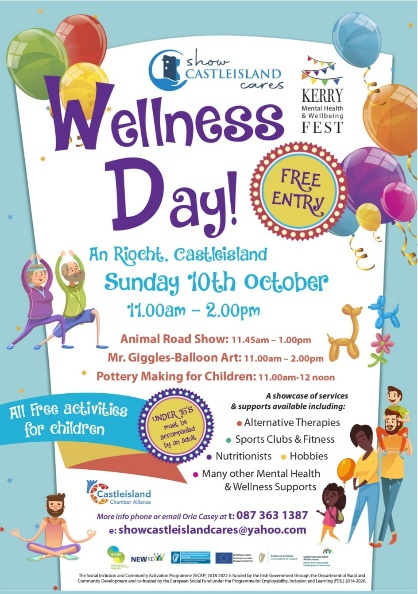 show
CASTLEISLAND
cares
KERRY
Mental Health
& Wellbeing
FEST
Wellness
Day!
FREE
ENTRY
An Ríocht, Castleisland
Sunday 10th October
11.00am – 2.00pm
Animal Road Show: 11.45am – 1.00pm
Mr. Giggles-Balloon Art: 11.00am – 2.00pm
Pottery Making for Children: 11.00am-12 noon
All Free activities
for children
UNDER 15'S
must be
accompanied
by an adult
A showcase of services
& supports available including:
• Alternative Therapies
• Sports Clubs & Fitness
• Nutritionists • Hobbies
• Many other Mental Health
& Wellness Supports
Castleisland
Chamber Alliance
More info phone or email Oria Casey at t: 087 363 1387
e: showcastleislandcares@yahoo.com
NEWKD
The Social Inclusion and Community Activation Programme (SICAP) 2018-2022 is funded by the Irish Government through the Department of Rural and
Community Development and co-funded by the European Social Fund under the Programme for Employability, Inclusion and Learning (PEIL) 2014-2020.